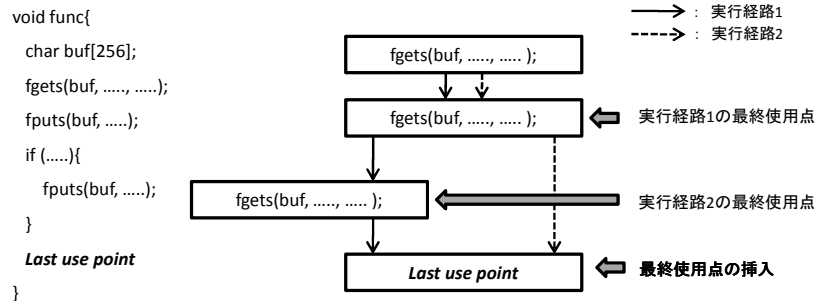 void func{
char buf[256];
fgets(buf, ….., …..);
fputs(buf, …..);
if (…..){
fputs(buf, …..);
}
Last use point
}
: 実行経路1
: 実行経路2
fgets(buf, ….., ….. );
fgets(buf, ….., ….. );
実行経路1の最終使用点
fgets(buf, ….., ….. );
実行経路2の最終使用点
Last use point
最終使用点の挿入